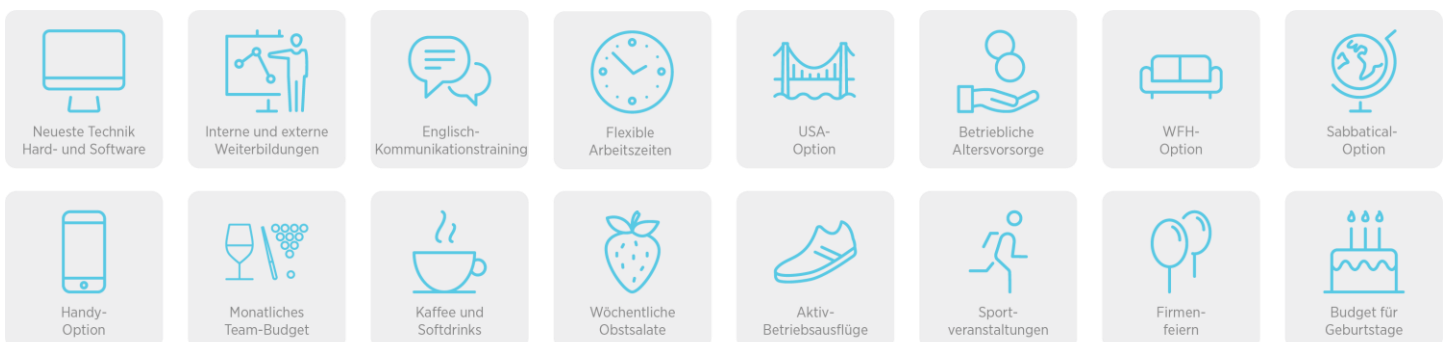 Neueste Technik
Hard- und Software
Interne und externe
Weiterbildungen
Englisch-
Kommunikationstraining
Flexible
Arbeitszeiten
USA-
Option
Betriebliche
Altersvorsorge
WFH-
Option
Sabbatical-
Option
Handy-
Option
Monatliches
Team-Budget
Kaffee und
Softdrinks
Wöchentliche
Obstsalate
Aktiv-
Betriebsausflüge
Sport-
veranstaltungen
Firmen-
feiern
Budget für
Geburtstage